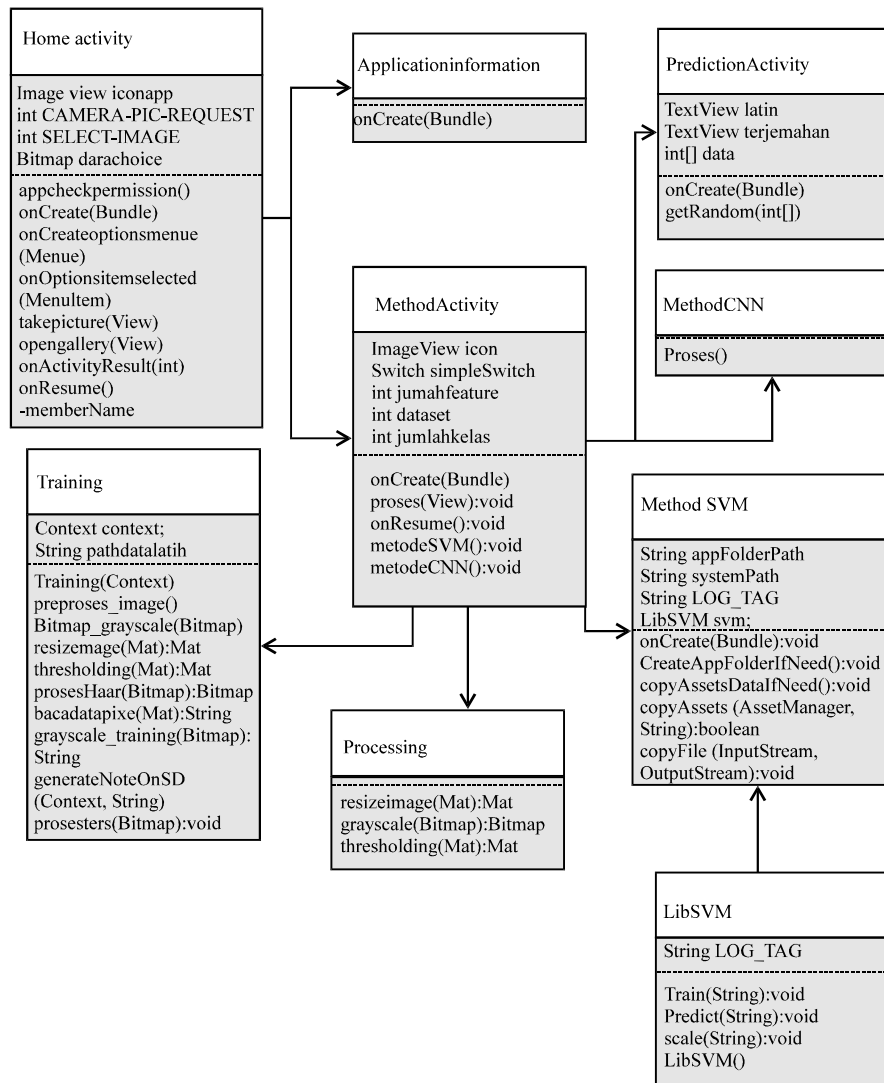 Home activity
Image view iconapp
int CAMERA-PIC-REQUEST
int SELECT-IMAGE
Bitmap darachoice
appcheckpermission()
onCreate(Bundle)
onCreateoptionsmenue
(Menue)
onOptionsitemselected
(MenuItem)
takepicture(View)
opengallery(View)
onActivityResult(int)
onResume()
-memberName
Applicationinformation
onCreate(Bundle)
PredictionActivity
TextView latin
TextView terjemahan
int[] data
onCreate(Bundle)
getRandom(int[])
MethodActivity
ImageView icon
Switch simpleSwitch
int jumahfeature
int dataset
int jumlahkelas
onCreate(Bundle)
proses(View):void
onResume():void
metodeSVM():void
metodeCNN():void
MethodCNN
Proses()
Training
Context context;
String pathdatalatih
Training(Context)
preproses_image()
Bitmap_grayscale(Bitmap)
resizemage(Mat):Mat
thresholding(Mat):Mat
prosesHaar(Bitmap):Bitmap
bacadatapixe(Mat):String
grayscale_training(Bitmap):
String
generateNoteOnSD
(Context, String)
prosesters(Bitmap):void
Processing
resizeimage(Mat):Mat
grayscale(Bitmap):Bitmap
thresholding(Mat):Mat
Method SVM
String appFolderPath
String systemPath
String LOG_TAG
LibSVM svm;
onCreate(Bundle):void
CreateAppFolderIfNeed():void
copyAssetsDataIfNeed():void
copyAssets (AssetManager,
String):boolean
copyFile (InputStream,
OutputStream):void
LibSVM
String LOG_TAG
Train(String):void
Predict(String):void
scale(String):void
LibSVM()